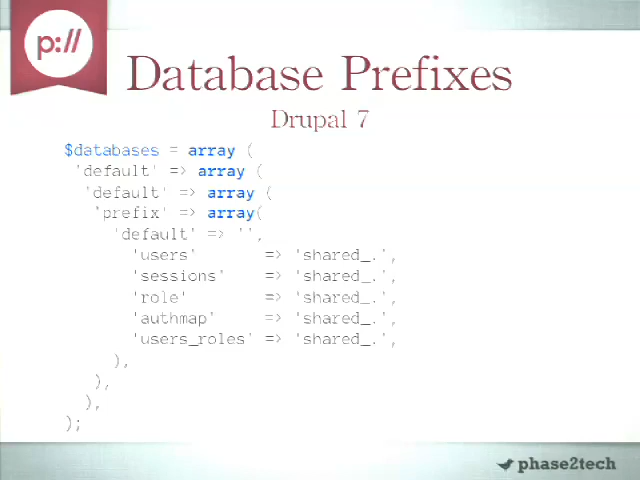 p://
Database Prefixes
Drupal 7
$databases = array (
'default' => array (
'default' => array (
'prefix' => array(
'default' => '',
'users' => 'shared_.',
'sessions' => 'shared_.',
'role' => 'shared_.',
'authmap' => 'shared_.',
'users_roles' => 'shared_.',
),
),
),
);
phase2tech